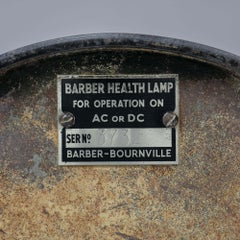 BARBER HEALTH LAMP
FOR OPERATION ON
AC OR DC
SER Nº
BARBER-BOURNVILLE